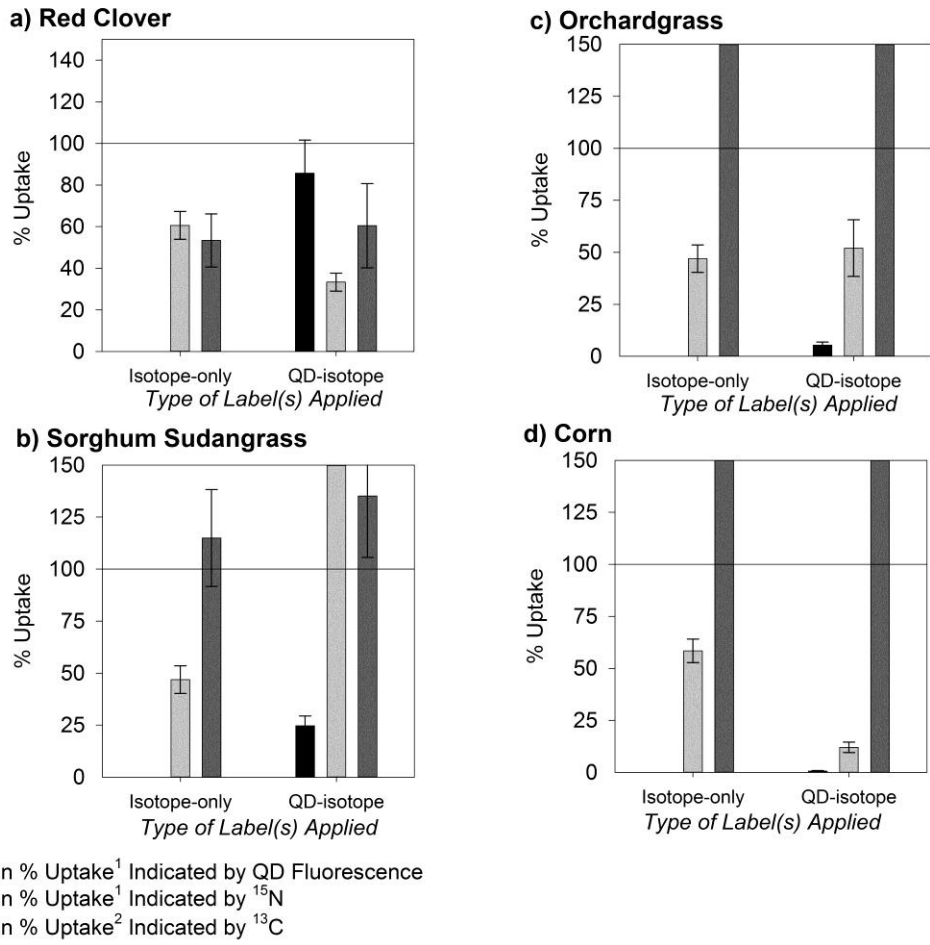 a) Red Clover
140
120
100
80
60
40
20
0
% Uptake
Isotope-only QD-isotope
Type of Label(s) Applied
c) Orchardgrass
150
125
100
75
50
25
0
% Uptake
Isotope-only QD-isotope
Type of Label(s) Applied
b) Sorghum Sudangrass
150
125
100
75
50
25
0
% Uptake
Isotope-only QD-isotope
Type of Label(s) Applied
d) Corn
150
125
100
75
50
25
0
% Uptake
Isotope-only QD-isotope
Type of Label(s) Applied
n % Uptake¹ Indicated by QD Fluorescence
n % Uptake¹ Indicated by ¹⁵N
n % Uptake² Indicated by ¹³C